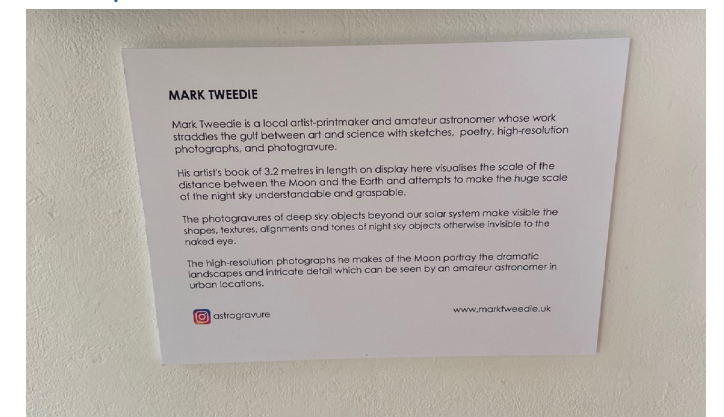 MARK TWEEDIE
Mark Tweedie is a local artist-printmaker and amateur astronomer whose work
straddles the gulf between art and science with sketches, poetry, high-resolution
photographs, and photogravure.
His artist's book of 3.2 metres in length on display here visualises the scale of the
distance between the Moon and the Earth and attempts to make the huge scale
of the night sky understandable and graspable.
The photogravures of deep sky objects beyond our solar system make visible the
shapes, textures, alignments and tones of night sky objects otherwise invisible to the
naked eye.
The high-resolution photographs he makes of the Moon portray the dramatic
landscapes and intricate detail which can be seen by an amateur astronomer in
urban locations.
astrogravure
www.marktweedie.uk